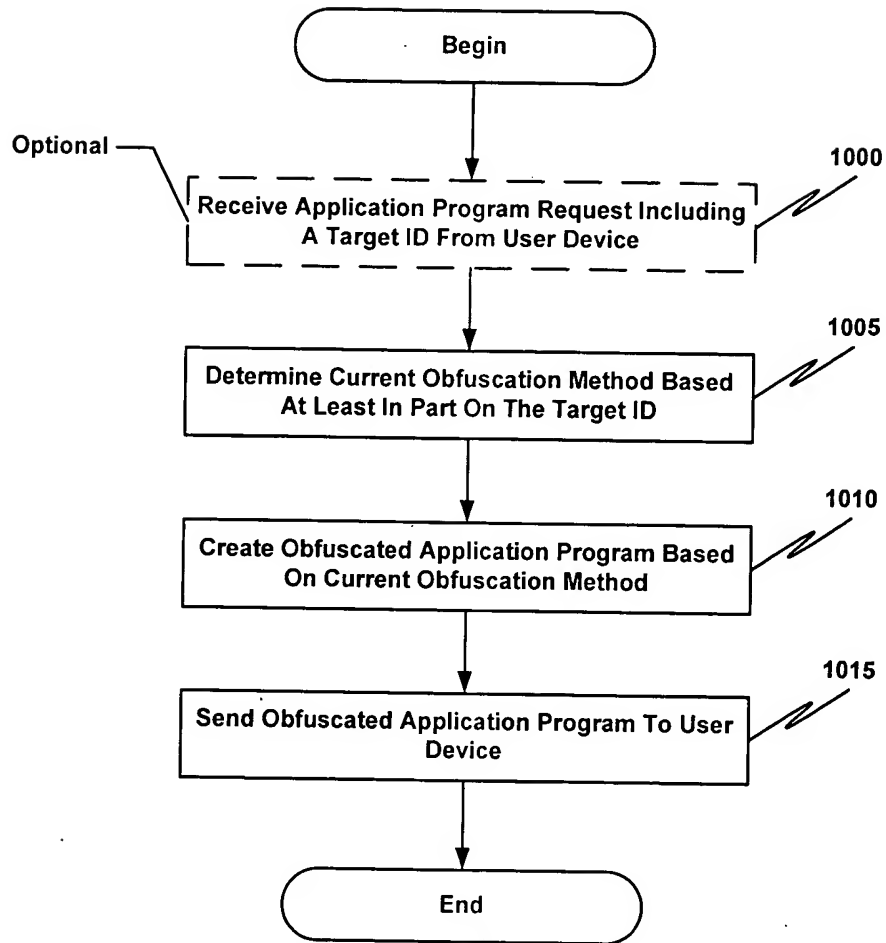 Begin
Optional
1000
Receive Application Program Request Including
A Target ID From User Device
1005
Determine Current Obfuscation Method Based
At Least In Part On The Target ID
1010
Create Obfuscated Application Program Based
On Current Obfuscation Method
1015
Send Obfuscated Application Program To User
Device
End